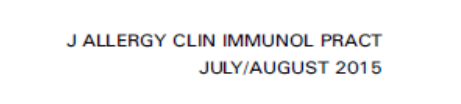 J ALLERGY CLIN IMMUNOL PRACT
JULY/AUGUST 2015